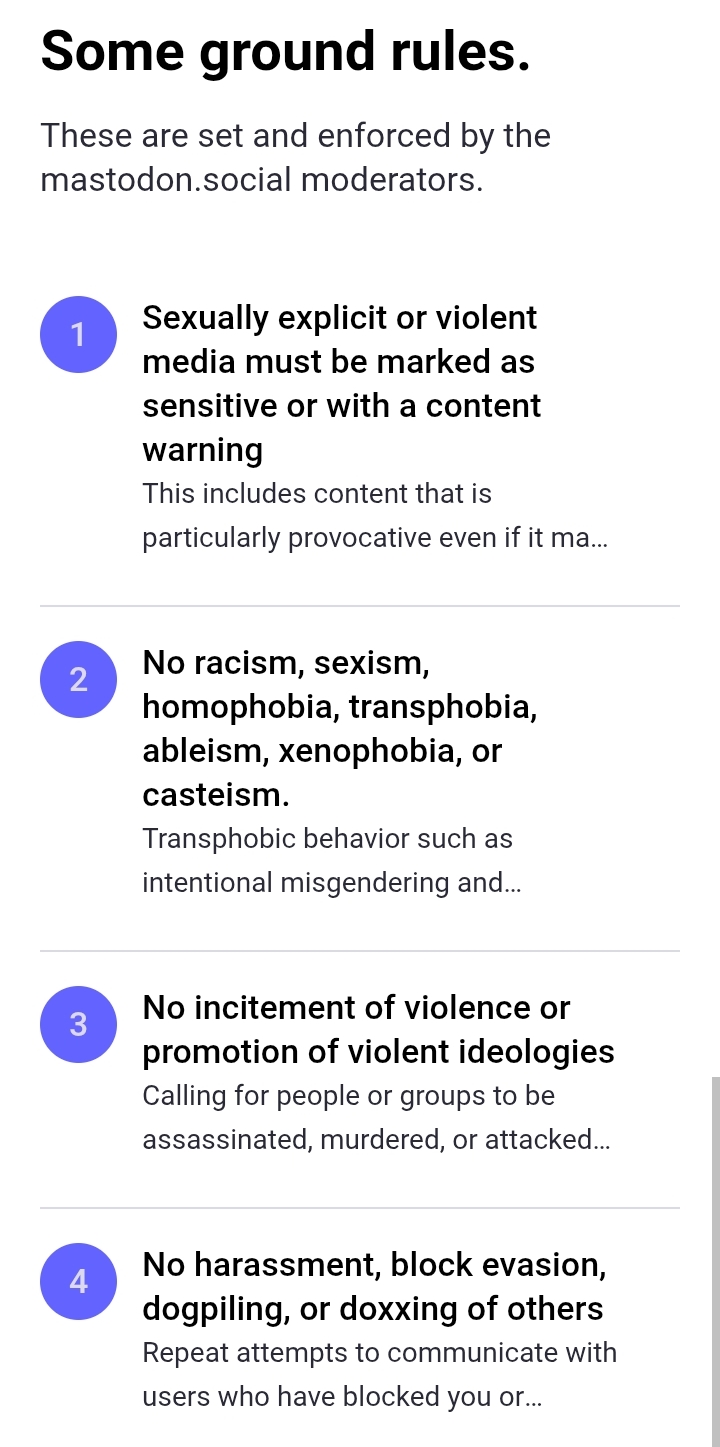 Some ground rules.
These are set and enforced by the
mastodon.social moderators.
1
Sexually explicit or violent
media must be marked as
sensitive or with a content
warning
This includes content that is
particularly provocative even if it ma…
2
No racism, sexism,
homophobia, transphobia,
ableism, xenophobia, or
casteism.
Transphobic behavior such as
intentional misgendering and…
3
No incitement of violence or
promotion of violent ideologies
Calling for people or groups to be
assassinated, murdered, or attacked…
4
No harassment, block evasion,
dogpiling, or doxxing of others
Repeat attempts to communicate with
users who have blocked you or…